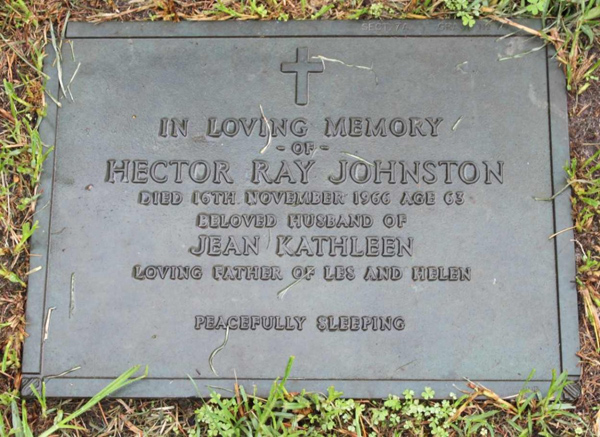 IN LOVING MEMORY
- OF -
HECTOR RAY JOHNSTON
DIED 16TH NOVEMBER 1966 AGE 63
BELOVED HUSBAND OF
JEAN KATHLEEN
LOVING FATHER OF LES AND HELEN
PEACEFULLY SLEEPING